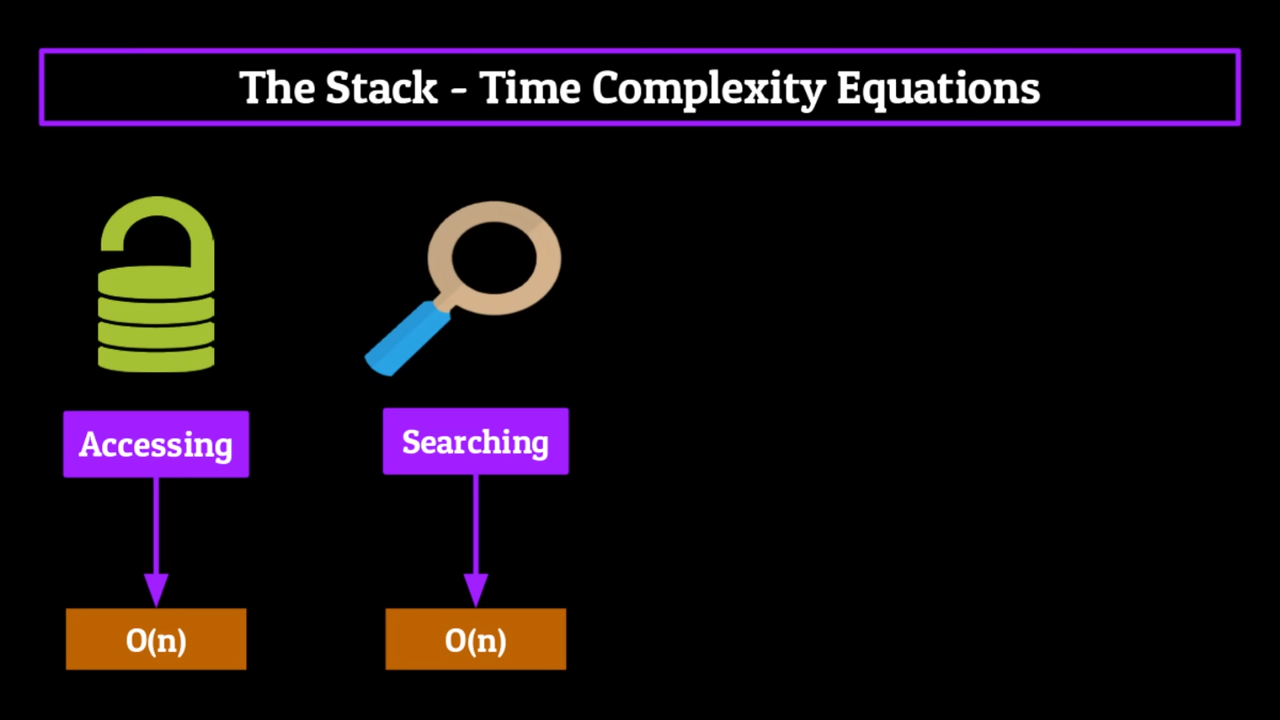 The Stack - Time Complexity Equations
Accessing
Searching
O(n)
O(n)